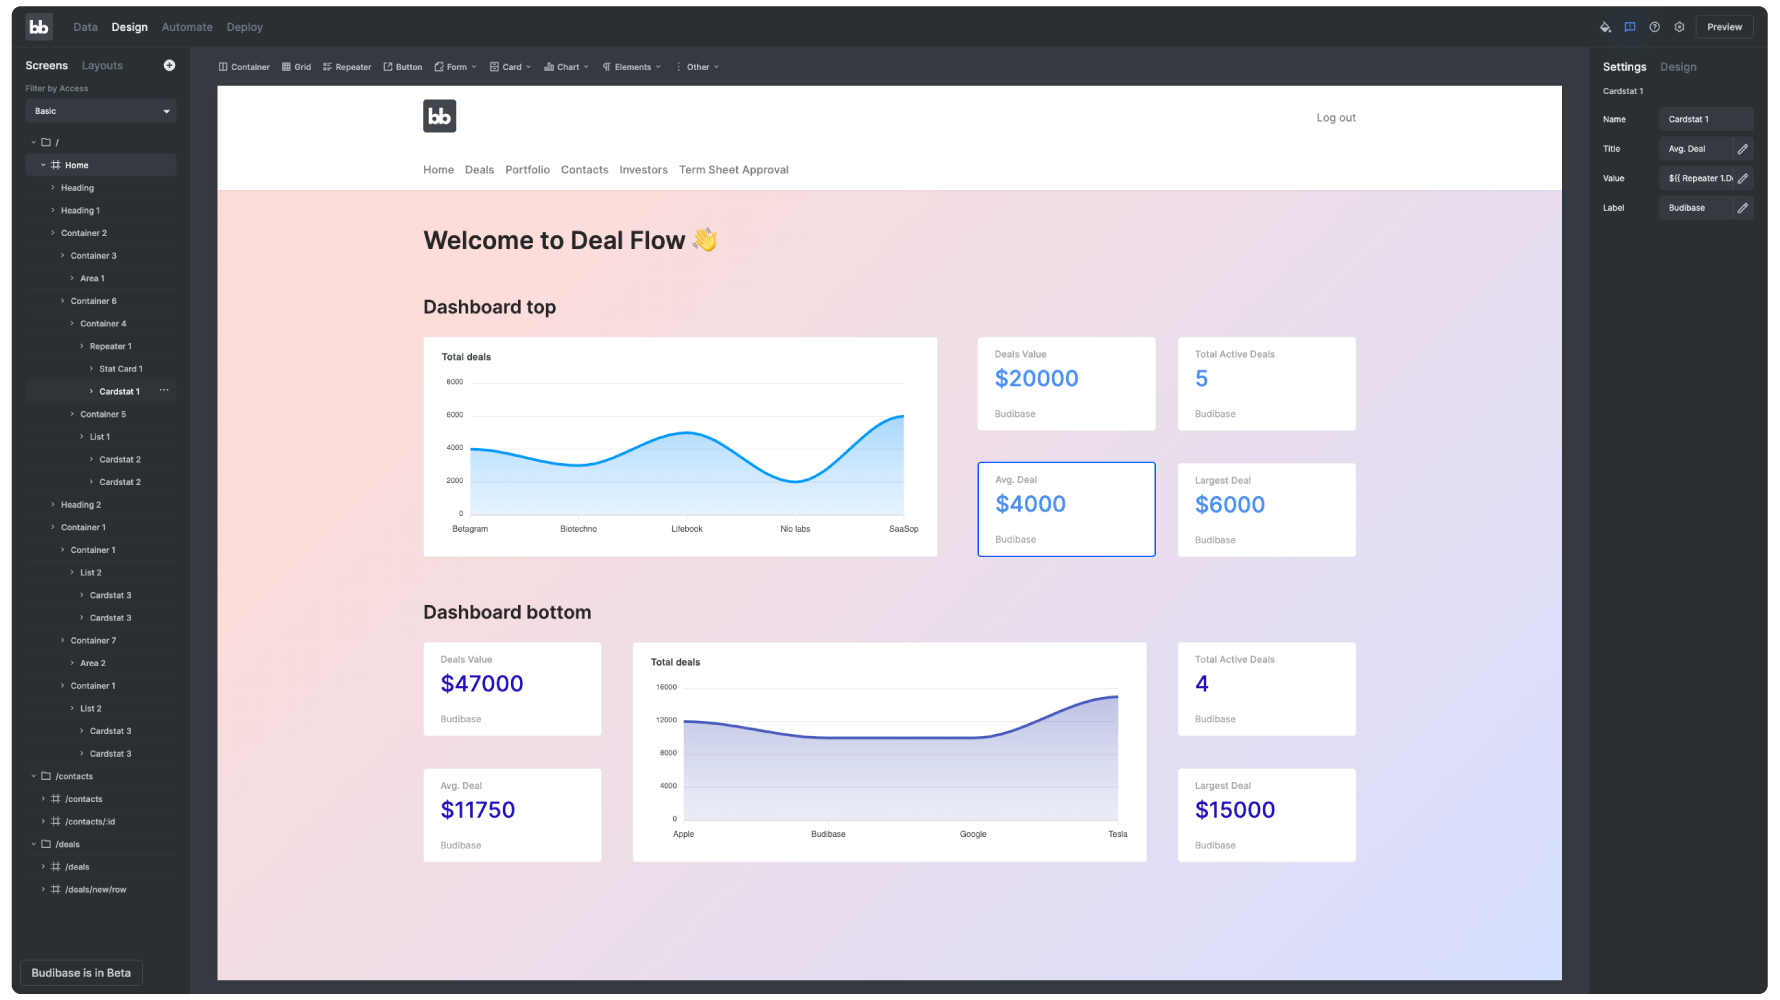 bb Data Design Automate Deploy Preview
Screens Layouts
Filter by Access
Basic
/
Home
Heading
Heading 1
Container 2
Container 3
Area 1
Container 6
Container 4
Repeater 1
Stat Card 1
Cardstat 1 ...
Container 5
List 1
Cardstat 2
Cardstat 2
Heading 2
Container 1
Container 1
List 2
Cardstat 3
Cardstat 3
Container 7
Area 2
Container 1
List 2
Cardstat 3
Cardstat 3
/contacts
/contacts
/contacts/:id
/deals
/deals
/deals/new/row
Budibase is in Beta
Container Grid Repeater Button Form Card Chart Elements Other
bb
Log out
Home Deals Portfolio Contacts Investors Term Sheet Approval
Welcome to Deal Flow 👋
Dashboard top
Total deals
8000
6000
4000
2000
0
Betagram Biotechno Lifebook Nio labs SaaSop
Deals Value
$20000
Budibase
Total Active Deals
5
Budibase
Avg. Deal
$4000
Budibase
Largest Deal
$6000
Budibase
Dashboard bottom
Deals Value
$47000
Budibase
Avg. Deal
$11750
Budibase
Total deals
16000
12000
8000
4000
0
Apple Budibase Google Tesla
Total Active Deals
4
Budibase
Largest Deal
$15000
Budibase
Settings Design
Cardstat 1
Name Cardstat 1
Title Avg. Deal
Value ${{ Repeater 1.De
Label Budibase